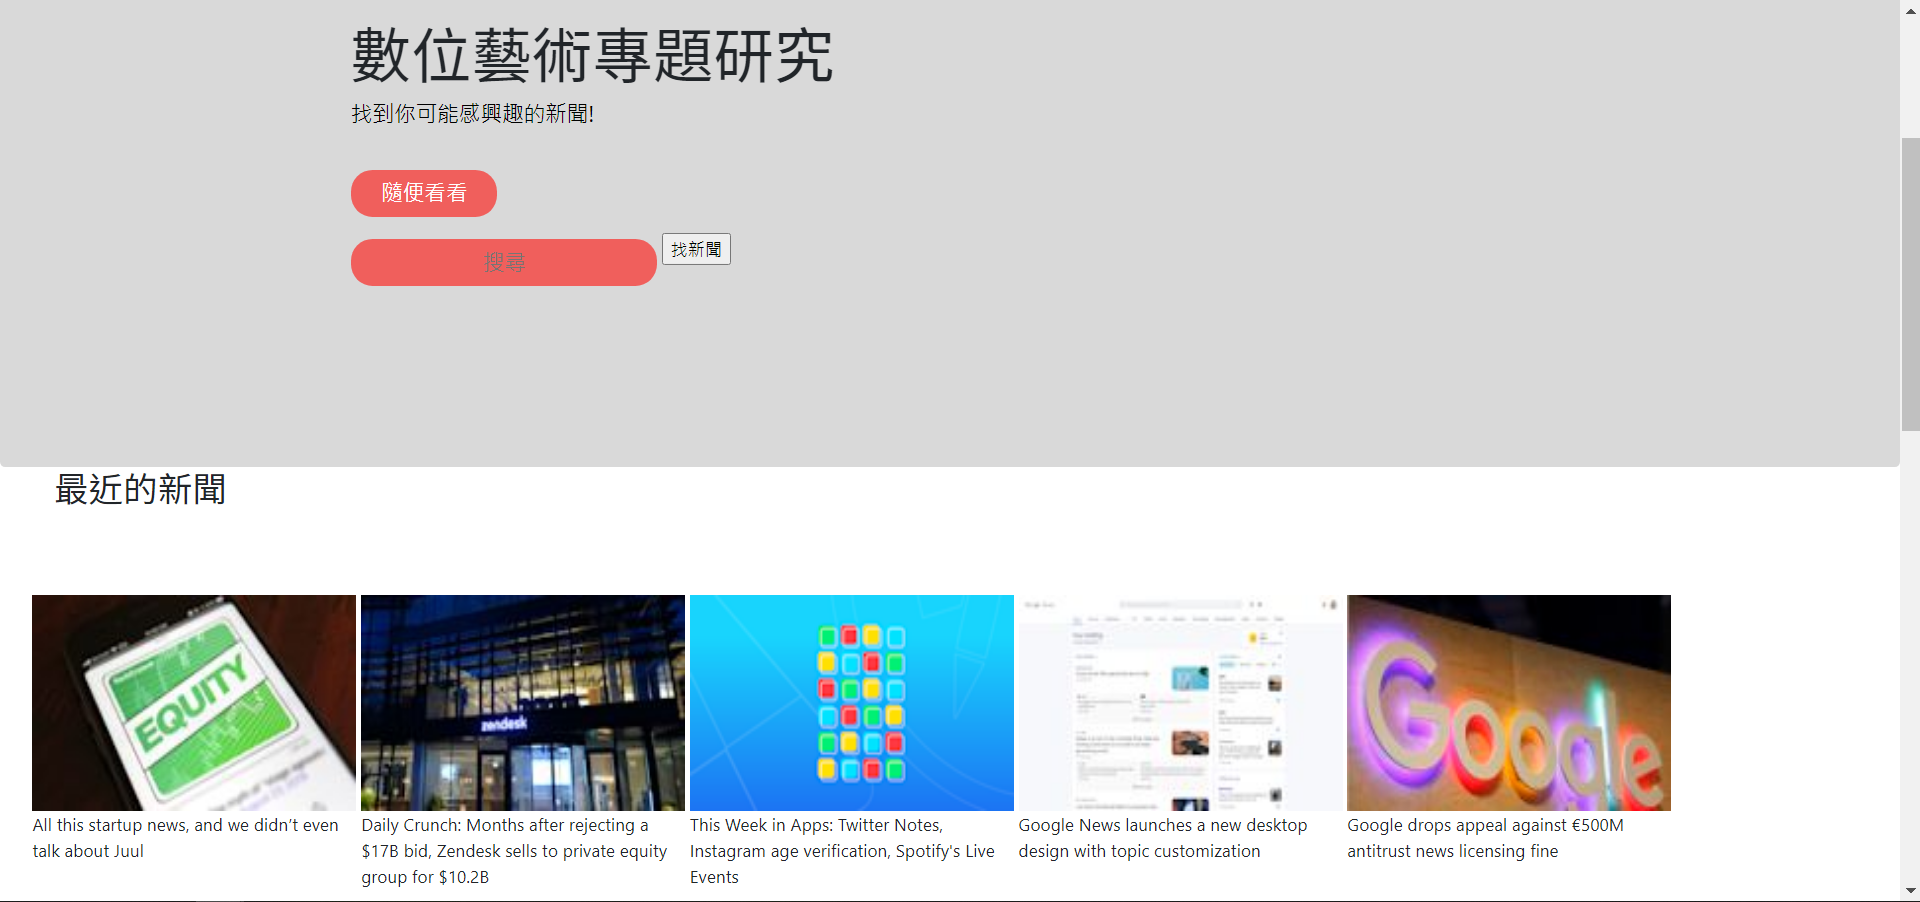 數位藝術專題研究
找到你可能感興趣的新聞!
隨便看看
搜尋
找新聞
最近的新聞
EQUITY
zendesk
Google
All this startup news, and we didn’t even
talk about Juul
Daily Crunch: Months after rejecting a
$17B bid, Zendesk sells to private equity
group for $10.2B
This Week in Apps: Twitter Notes,
Instagram age verification, Spotify's Live
Events
Google News launches a new desktop
design with topic customization
Google drops appeal against €500M
antitrust news licensing fine